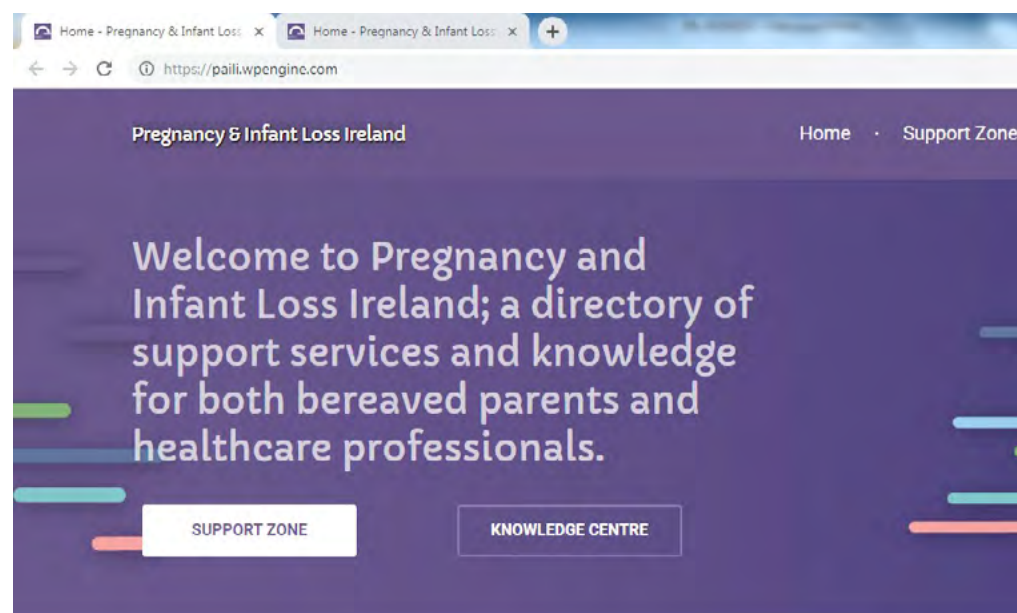 Home - Pregnancy & Infant Loss
Home - Pregnancy & Infant Loss
https://paili.wpengine.com
Pregnancy & Infant Loss Ireland
Home · Support Zone
Welcome to Pregnancy and
Infant Loss Ireland; a directory of
support services and knowledge
for both bereaved parents and
healthcare professionals.
SUPPORT ZONE
KNOWLEDGE CENTRE